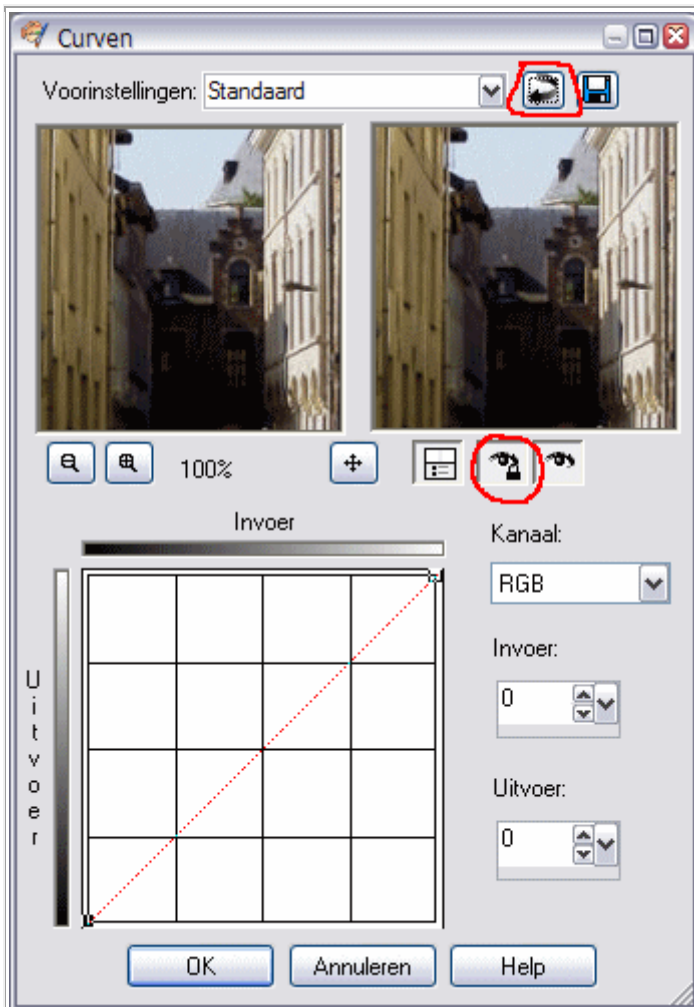 Curven
Voorinstellingen: Standaard
100%
Invoer
Kanaal:
RGB
Uitvoer
Invoer:
0
Uitvoer:
0
OK Annuleren Help